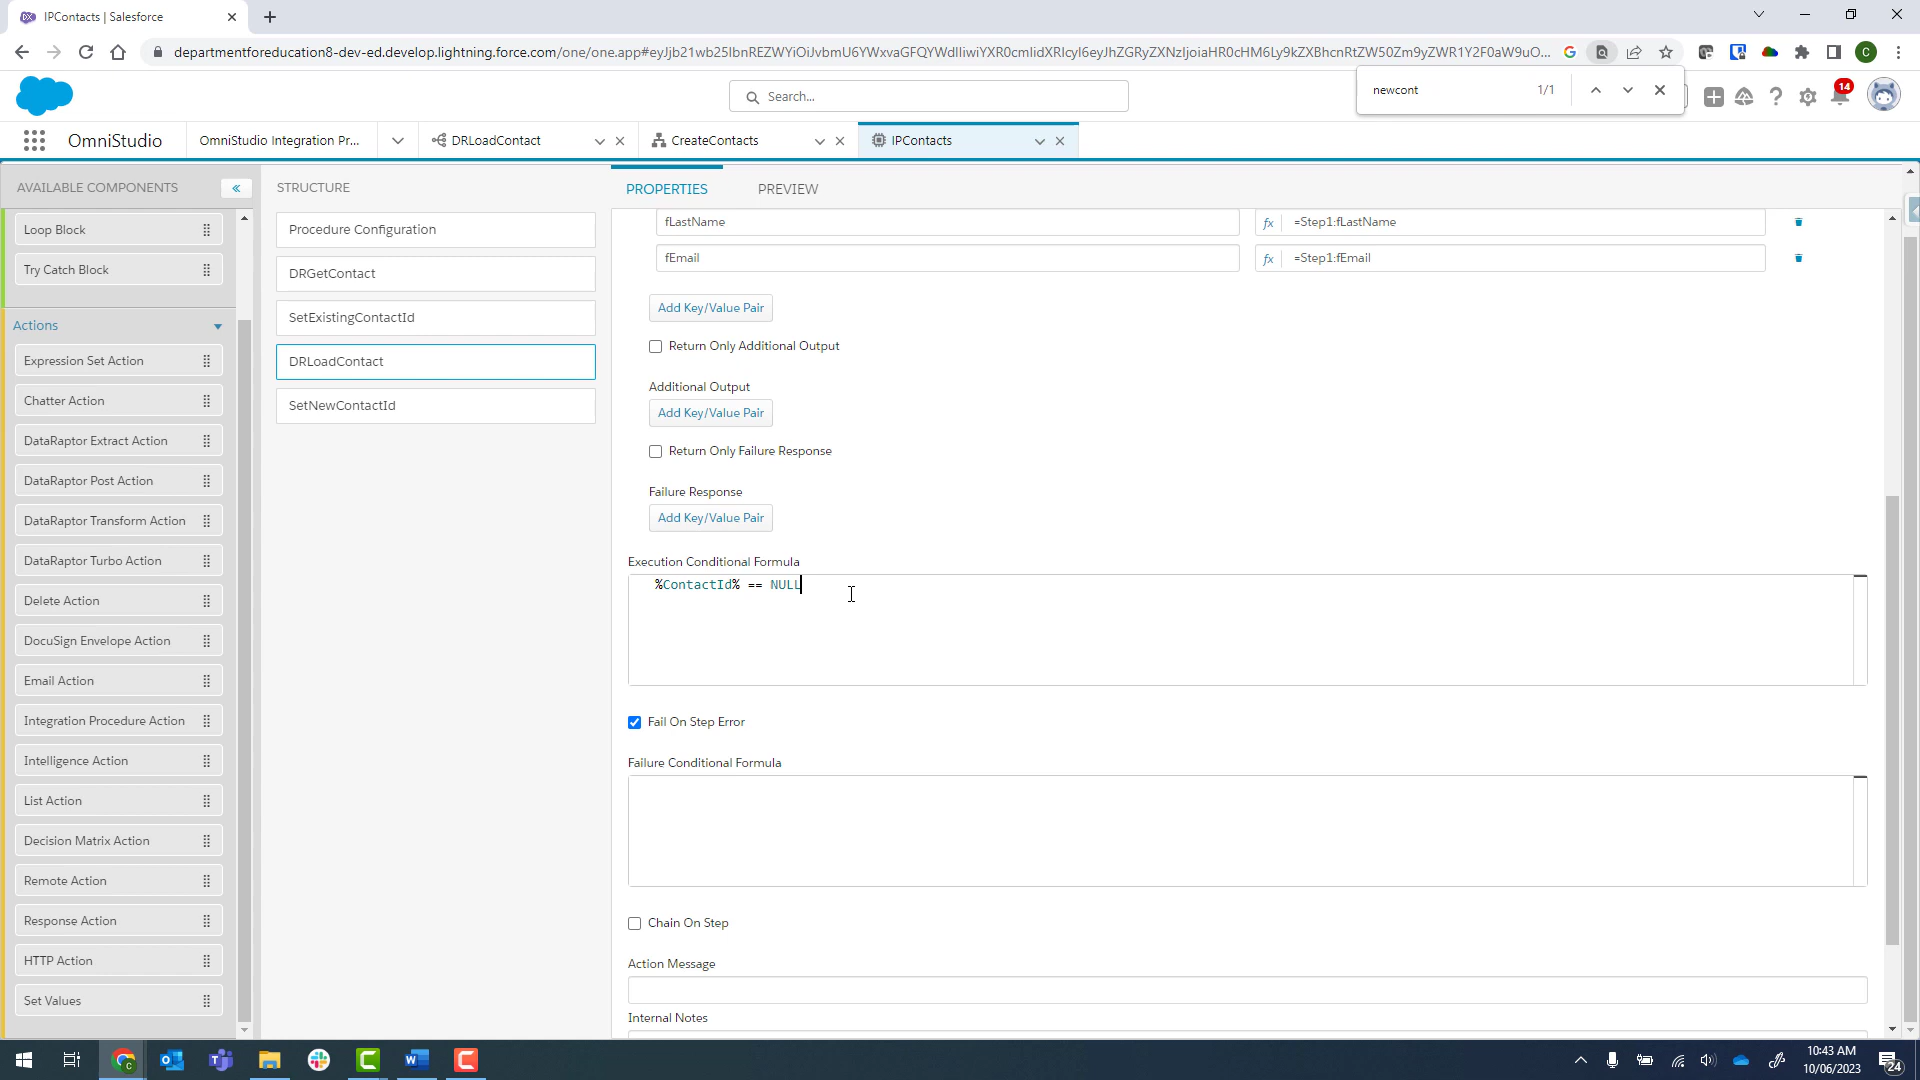 IPContacts | Salesforce
departmentforeducation8-dev-ed.develop.lightning.force.com/one/one.app#eyJjb21wb25lbnREZWYiOiJvbmU6YWxvaGFQYWdlIiwiYXR0cmlidXRlcyI6eyJhZGRyZXNzIjoiaHR0cHM6Ly9kZXBhcnRtZW50Zm9yZWR1Y2F0aW9uO...
newcont 1/1
Search...
14
OmniStudio
OmniStudio Integration Pr...
DRLoadContact
CreateContacts
IPContacts
AVAILABLE COMPONENTS
STRUCTURE
PROPERTIES
PREVIEW
Loop Block
Try Catch Block
Actions
Expression Set Action
Chatter Action
DataRaptor Extract Action
DataRaptor Post Action
DataRaptor Transform Action
DataRaptor Turbo Action
Delete Action
DocuSign Envelope Action
Email Action
Integration Procedure Action
Intelligence Action
List Action
Decision Matrix Action
Remote Action
Response Action
HTTP Action
Set Values
Procedure Configuration
DRGetContact
SetExistingContactId
DRLoadContact
SetNewContactId
fLastName
fx =Step1:fLastName
fEmail
fx =Step1:fEmail
Add Key/Value Pair
Return Only Additional Output
Additional Output
Add Key/Value Pair
Return Only Failure Response
Failure Response
Add Key/Value Pair
Execution Conditional Formula
%ContactId% == NULL
Fail On Step Error
Failure Conditional Formula
Chain On Step
Action Message
Internal Notes
10:43 AM
10/06/2023
24